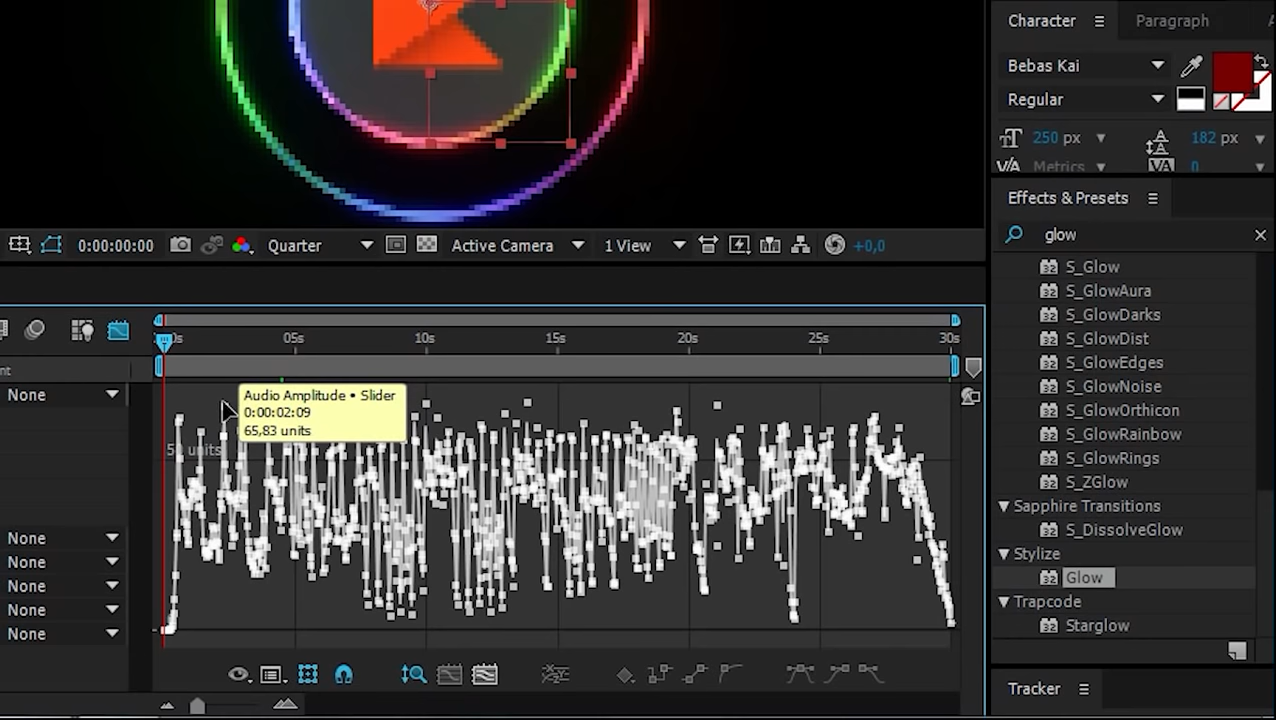 Character
Paragraph
Bebas Kai
Regular
250 px
182 px
VA Metrics
VA 0
Effects & Presets
glow
S_Glow
S_GlowAura
S_GlowDarks
S_GlowDist
S_GlowEdges
S_GlowNoise
S_GlowOrthicon
S_GlowRainbow
S_GlowRings
S_ZGlow
Sapphire Transitions
S_DissolveGlow
Stylize
Glow
Trapcode
Starglow
Tracker
0:00:00:00
Quarter
Active Camera
1 View
+0,0
05s
10s
15s
20s
25s
30s
None
Audio Amplitude • Slider
0:00:02:09
65,83 units
units
None
None
None
None
None